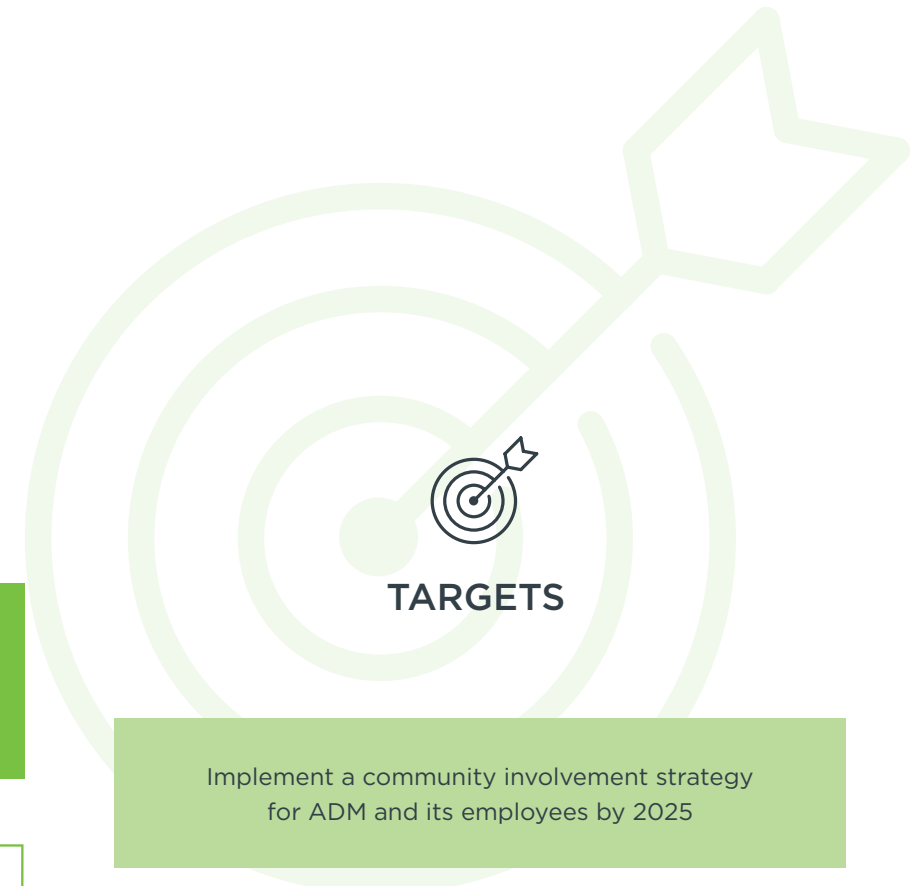 TARGETS
Implement a community involvement strategy
for ADM and its employees by 2025